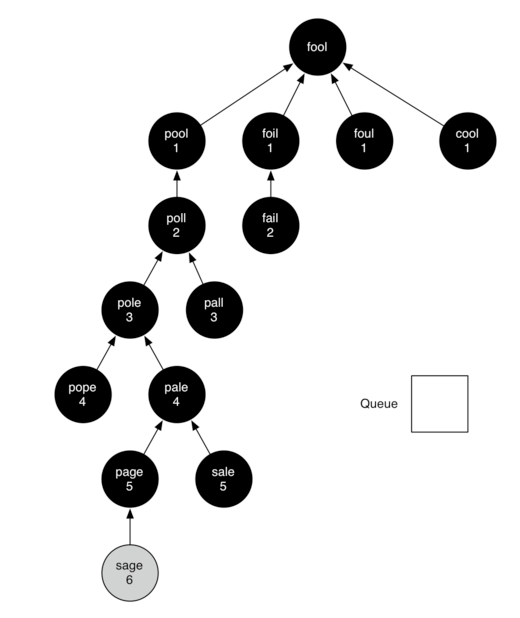 fool
pool
1
foil
1
foul
1
cool
1
poll
2
fail
2
pole
3
pall
3
pope
4
pale
4
Queue
page
5
sale
5
sage
6